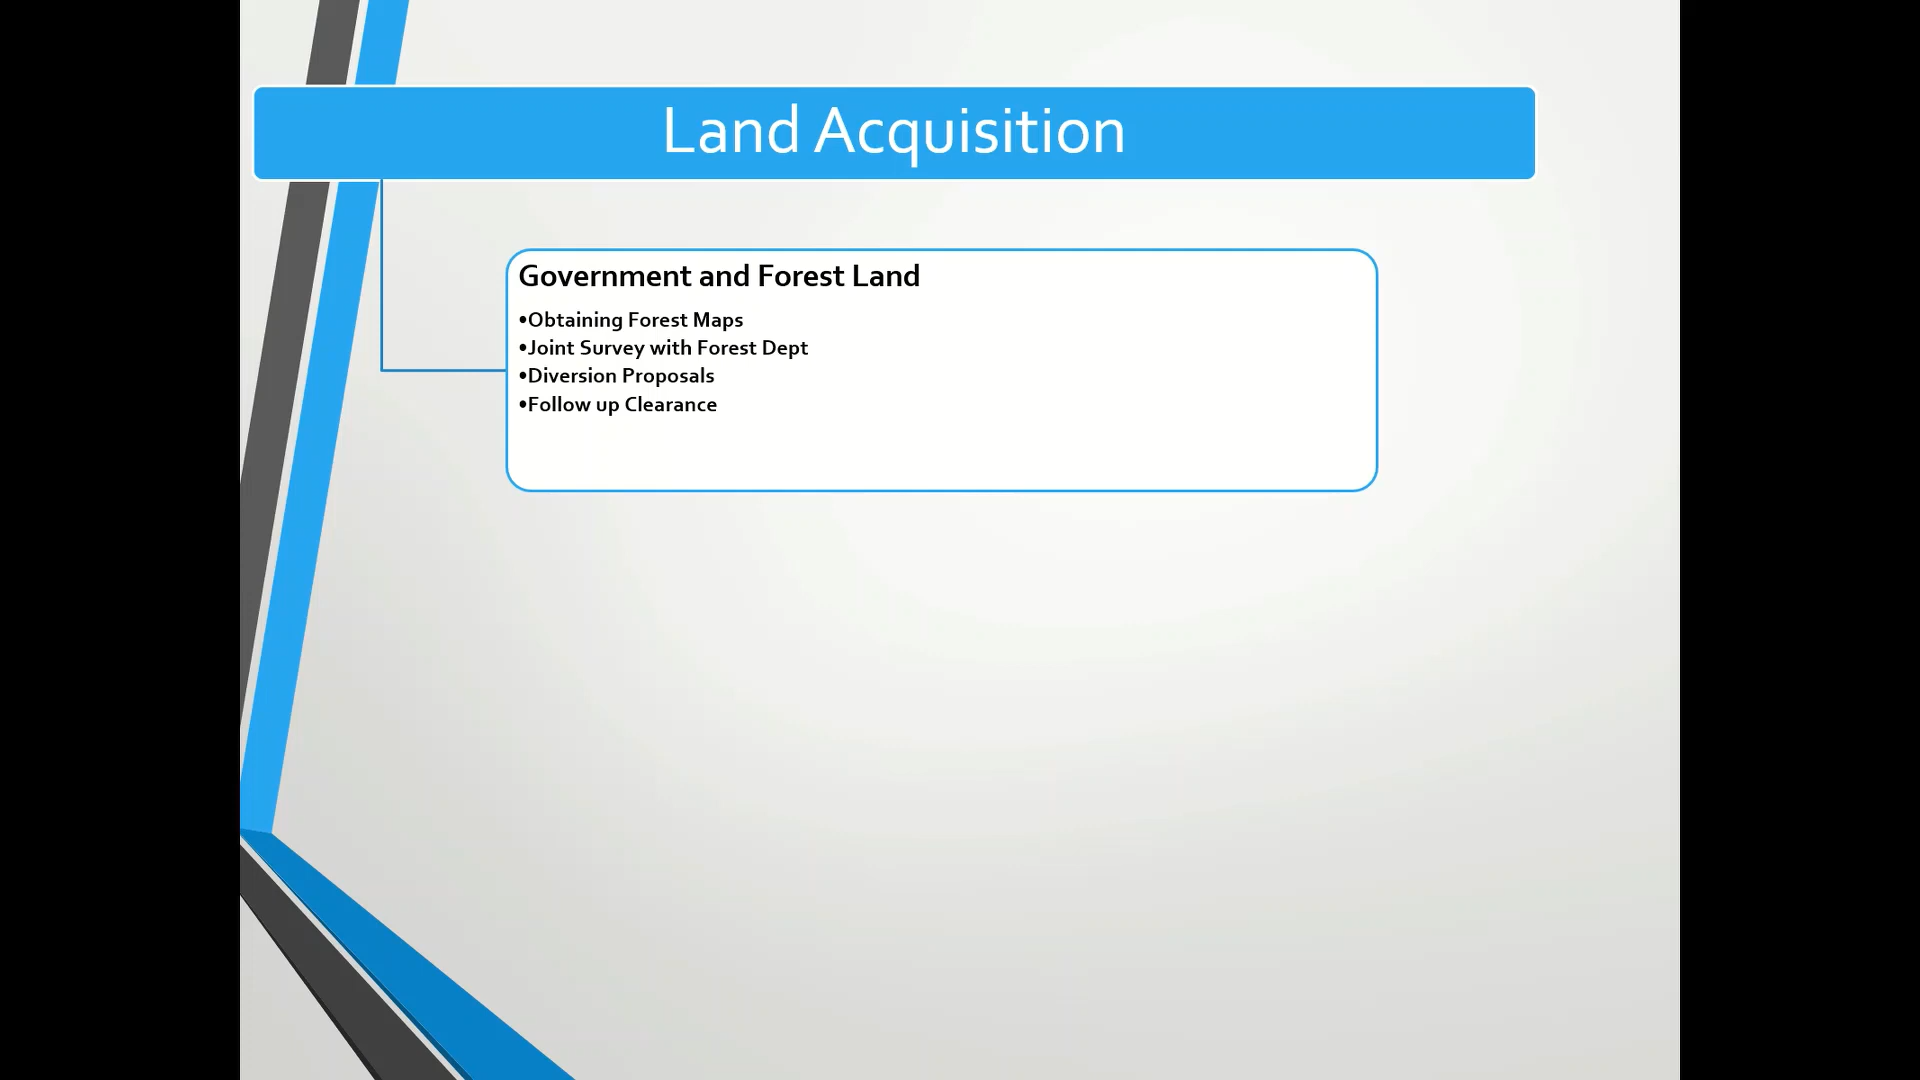 Land Acquisition
Government and Forest Land
•Obtaining Forest Maps
•Joint Survey with Forest Dept
•Diversion Proposals
•Follow up Clearance